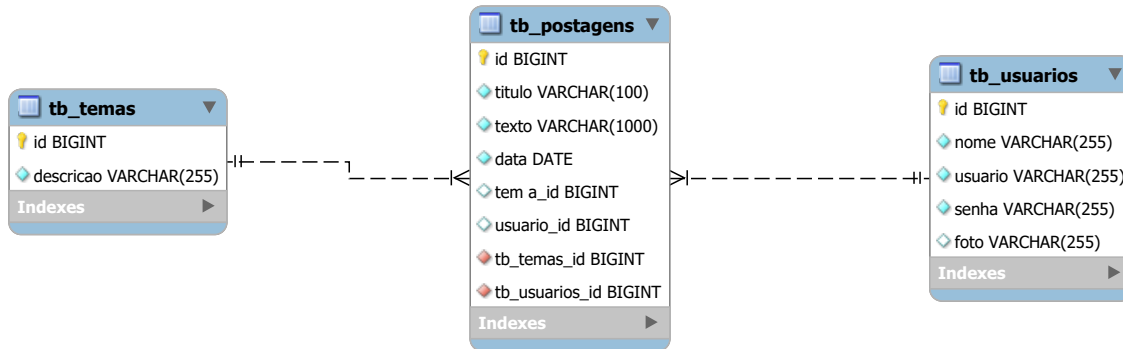 tb_temas
id BIGINT
descricao VARCHAR(255)
Indexes
tb_postagens
id BIGINT
titulo VARCHAR(100)
texto VARCHAR(1000)
data DATE
tem a_id BIGINT
usuario_id BIGINT
tb_temas_id BIGINT
tb_usuarios_id BIGINT
Indexes
tb_usuarios
id BIGINT
nome VARCHAR(255)
usuario VARCHAR(255)
senha VARCHAR(255)
foto VARCHAR(255)
Indexes